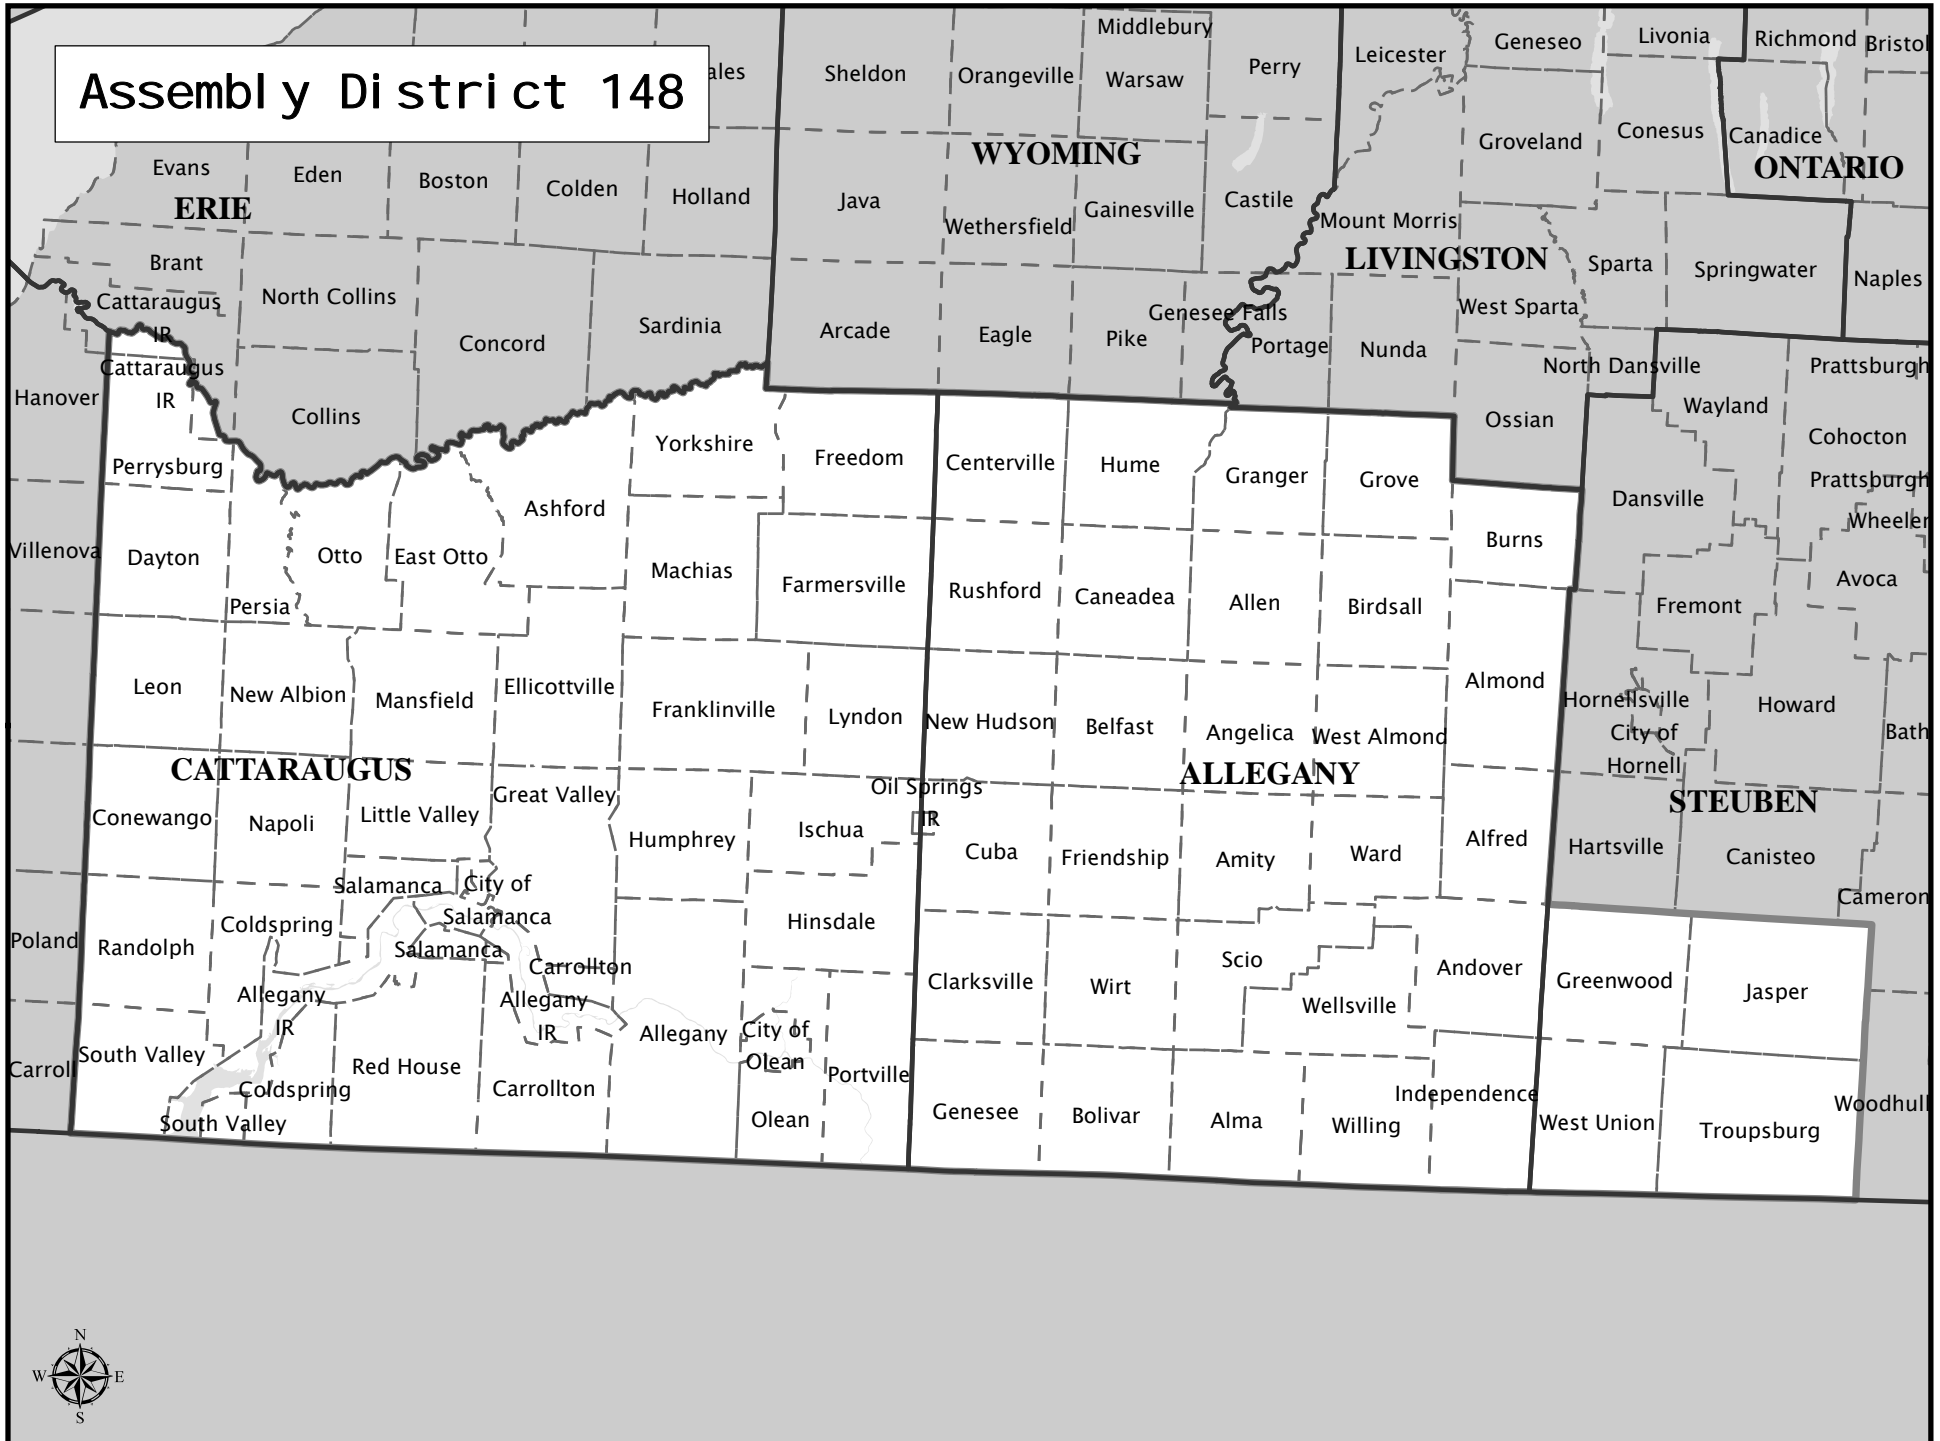 Assembly District 148
Middlebury
Leicester
Geneseo
Livonia
Richmond
Bristol
Sheldon
Orangeville
Warsaw
Perry
Groveland
Conesus
Canadice
WYOMING
ONTARIO
Evans
Eden
Boston
Colden
Holland
Java
Wethersfield
Gainesville
Castile
Mount Morris
ERIE
LIVINGSTON
Sparta
Springwater
Naples
Brant
Cattaraugus
IR
North Collins
Concord
Sardinia
Arcade
Eagle
Pike
Genesee Falls
Portage
Nunda
West Sparta
North Dansville
Prattsburgh
Hanover
Cattaraugus
IR
Collins
Ossian
Wayland
Cohocton
Prattsburgh
Wheeler
Perrysburg
Yorkshire
Freedom
Centerville
Hume
Granger
Grove
Dansville
Ashford
Burns
Avoca
Villenova
Dayton
Otto
East Otto
Machias
Farmersville
Rushford
Caneadea
Allen
Birdsall
Fremont
Persia
Leon
New Albion
Mansfield
Ellicottville
Franklinville
Lyndon
New Hudson
Belfast
Angelica
West Almond
Almond
Hornellsville
City of
Hornell
Howard
Bath
CATTARAUGUS
ALLEGANY
STEUBEN
Conewango
Napoli
Little Valley
Great Valley
Humphrey
Ischua
Oil Springs
IR
Cuba
Friendship
Amity
Ward
Alfred
Hartsville
Canisteo
Cameron
Salamanca
City of
Salamanca
Salamanca
Coldspring
Hinsdale
Poland
Randolph
Carrollton
Clarksville
Wirt
Scio
Wellsville
Andover
Greenwood
Jasper
Allegany
IR
Allegany
IR
Allegany
City of
Olean
Carroll
South Valley
Coldspring
Red House
Carrollton
Portville
South Valley
Olean
Genesee
Bolivar
Alma
Willing
Independence
West Union
Troupsburg
Woodhull
N
W
E
S